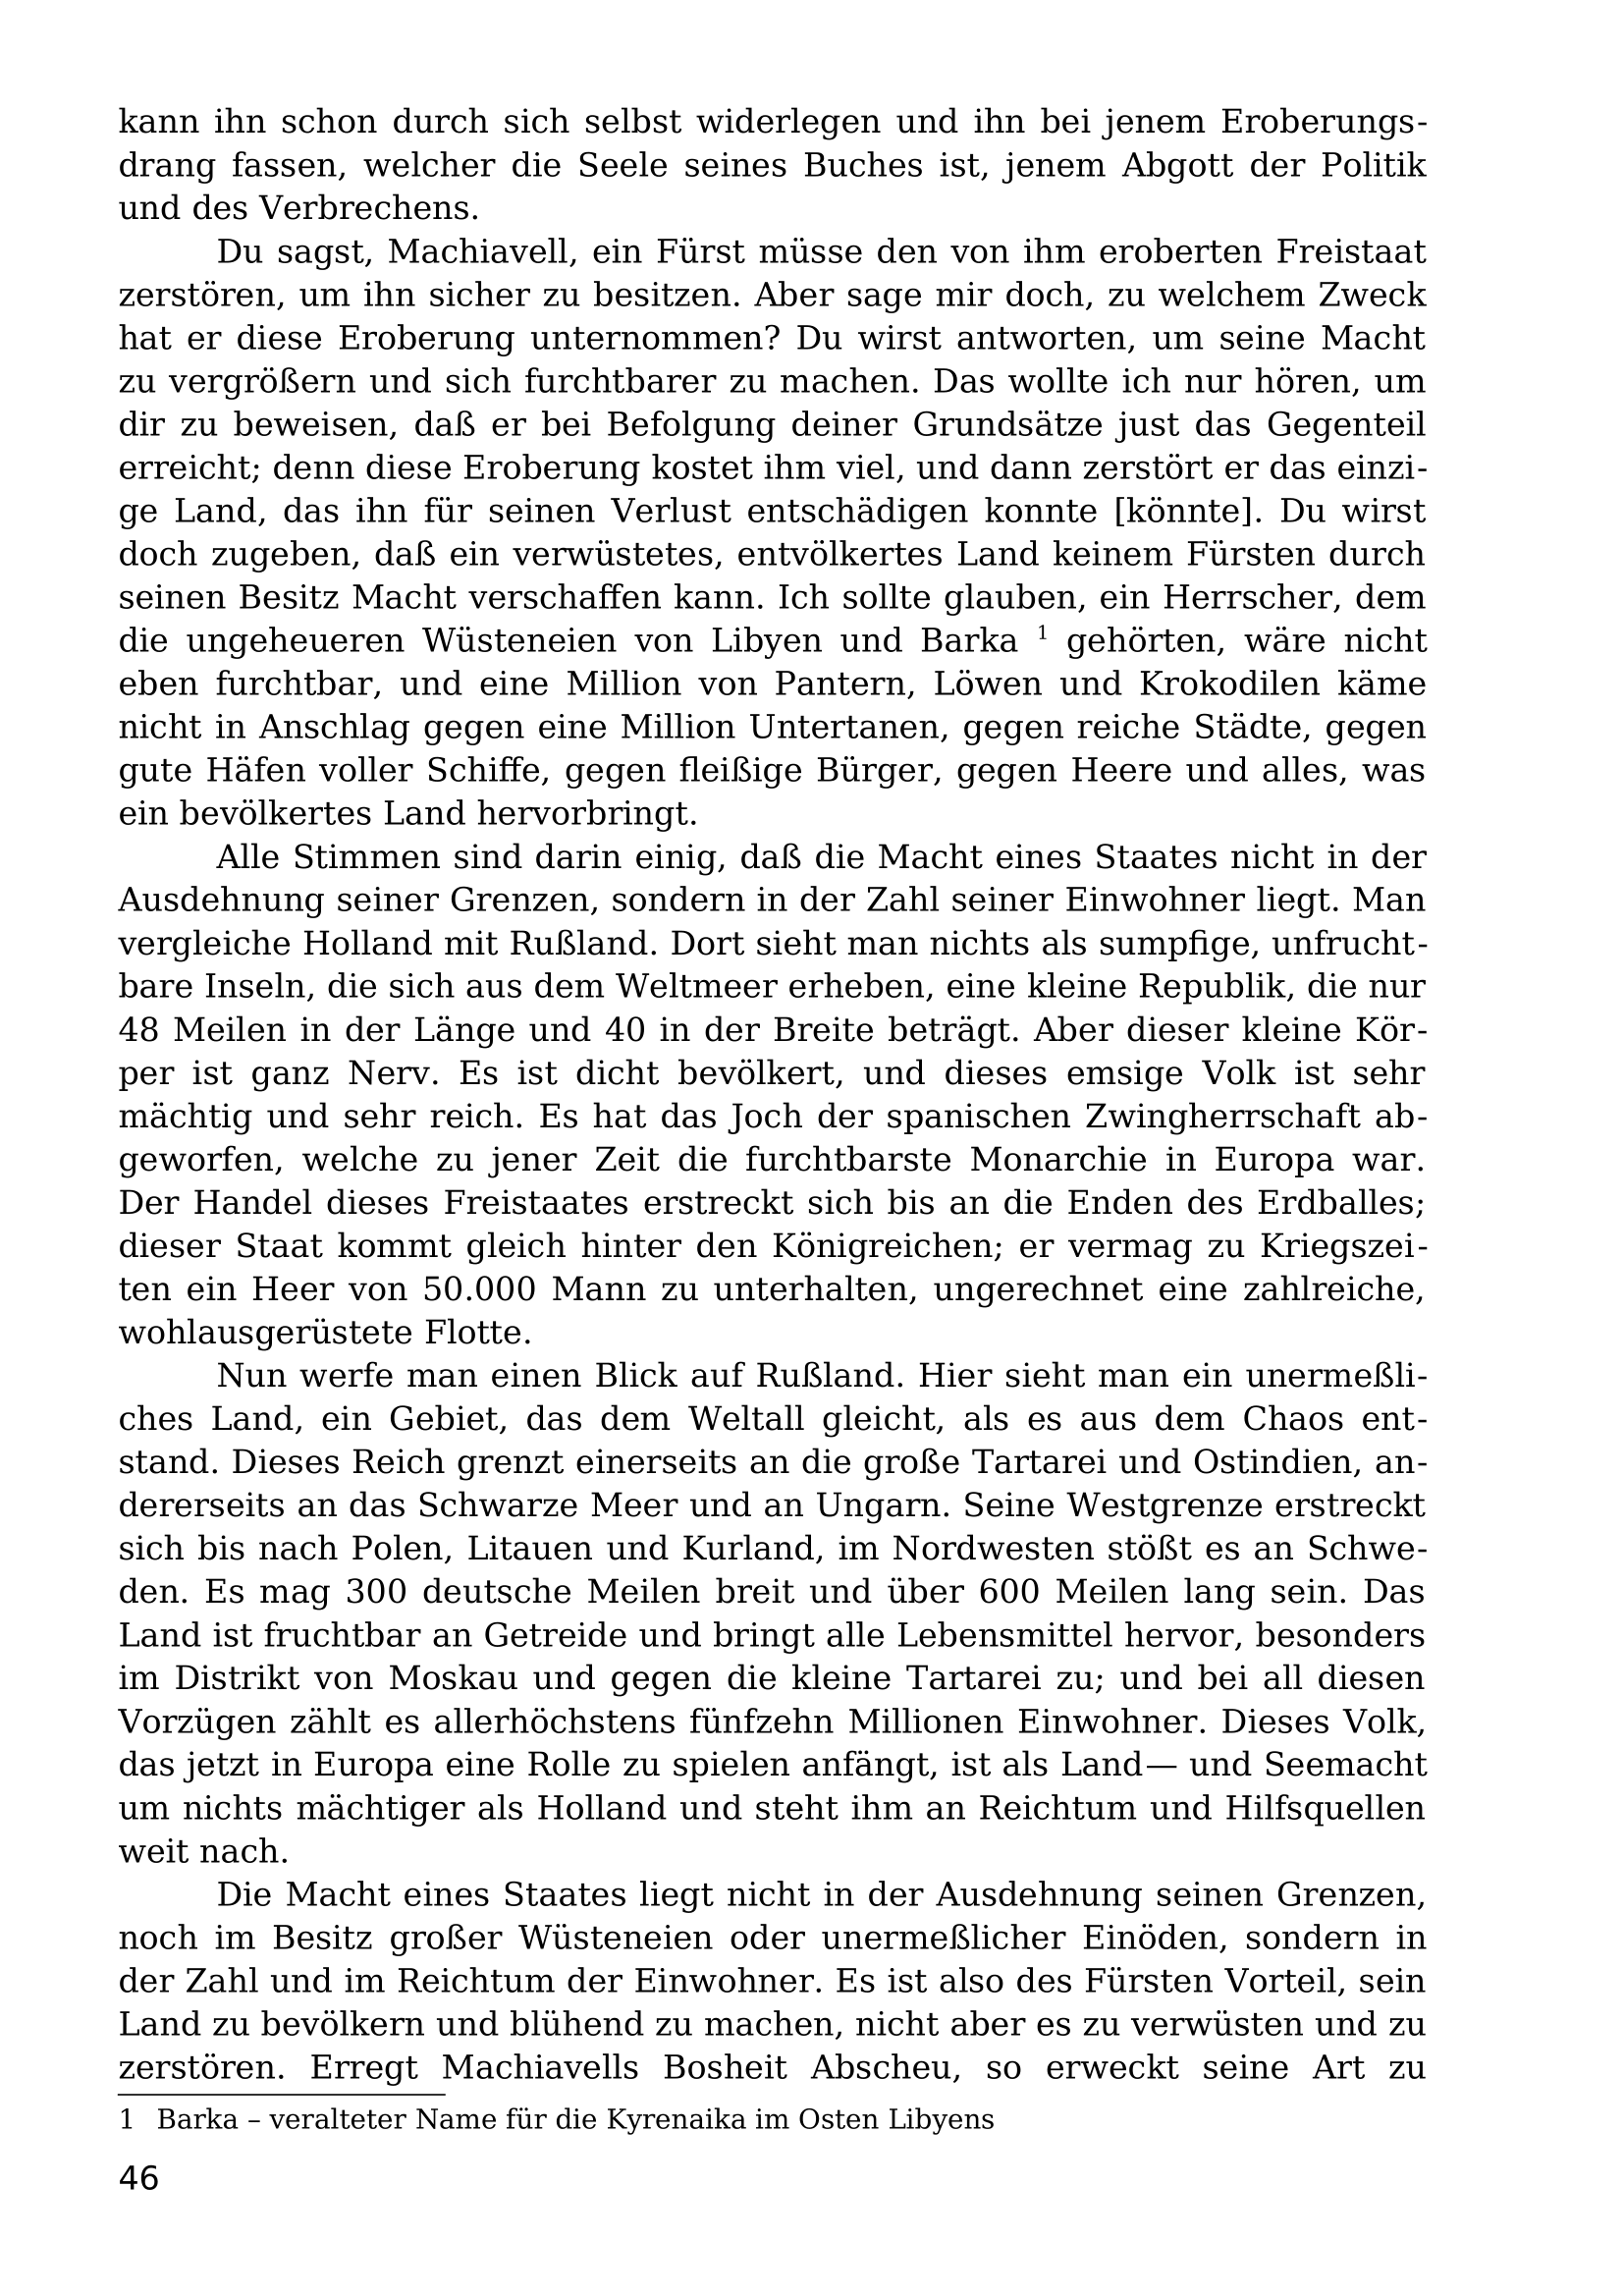 kann ihn schon durch sich selbst widerlegen und ihn bei jenem Eroberungs-
drang fassen, welcher die Seele seines Buches ist, jenem Abgott der Politik
und des Verbrechens.
Du sagst, Machiavell, ein Fürst müsse den von ihm eroberten Freistaat
zerstören, um ihn sicher zu besitzen. Aber sage mir doch, zu welchem Zweck
hat er diese Eroberung unternommen? Du wirst antworten, um seine Macht
zu vergrößern und sich furchtbarer zu machen. Das wollte ich nur hören, um
dir zu beweisen, daß er bei Befolgung deiner Grundsätze just das Gegenteil
erreicht; denn diese Eroberung kostet ihm viel, und dann zerstört er das einzi-
ge Land, das ihn für seinen Verlust entschädigen konnte [könnte]. Du wirst
doch zugeben, daß ein verwüstetes, entvölkertes Land keinem Fürsten durch
seinen Besitz Macht verschaffen kann. Ich sollte glauben, ein Herrscher, dem
die ungeheueren Wüsteneien von Libyen und Barka 1 gehörten, wäre nicht
eben furchtbar, und eine Million von Pantern, Löwen und Krokodilen käme
nicht in Anschlag gegen eine Million Untertanen, gegen reiche Städte, gegen
gute Häfen voller Schiffe, gegen fleißige Bürger, gegen Heere und alles, was
ein bevölkertes Land hervorbringt.
Alle Stimmen sind darin einig, daß die Macht eines Staates nicht in der
Ausdehnung seiner Grenzen, sondern in der Zahl seiner Einwohner liegt. Man
vergleiche Holland mit Rußland. Dort sieht man nichts als sumpfige, unfrucht-
bare Inseln, die sich aus dem Weltmeer erheben, eine kleine Republik, die nur
48 Meilen in der Länge und 40 in der Breite beträgt. Aber dieser kleine Kör-
per ist ganz Nerv. Es ist dicht bevölkert, und dieses emsige Volk ist sehr
mächtig und sehr reich. Es hat das Joch der spanischen Zwingherrschaft ab-
geworfen, welche zu jener Zeit die furchtbarste Monarchie in Europa war.
Der Handel dieses Freistaates erstreckt sich bis an die Enden des Erdballes;
dieser Staat kommt gleich hinter den Königreichen; er vermag zu Kriegszei-
ten ein Heer von 50.000 Mann zu unterhalten, ungerechnet eine zahlreiche,
wohlausgerüstete Flotte.
Nun werfe man einen Blick auf Rußland. Hier sieht man ein unermeßli-
ches Land, ein Gebiet, das dem Weltall gleicht, als es aus dem Chaos ent-
stand. Dieses Reich grenzt einerseits an die große Tartarei und Ostindien, an-
dererseits an das Schwarze Meer und an Ungarn. Seine Westgrenze erstreckt
sich bis nach Polen, Litauen und Kurland, im Nordwesten stößt es an Schwe-
den. Es mag 300 deutsche Meilen breit und über 600 Meilen lang sein. Das
Land ist fruchtbar an Getreide und bringt alle Lebensmittel hervor, besonders
im Distrikt von Moskau und gegen die kleine Tartarei zu; und bei all diesen
Vorzügen zählt es allerhöchstens fünfzehn Millionen Einwohner. Dieses Volk,
das jetzt in Europa eine Rolle zu spielen anfängt, ist als Land— und Seemacht
um nichts mächtiger als Holland und steht ihm an Reichtum und Hilfsquellen
weit nach.
Die Macht eines Staates liegt nicht in der Ausdehnung seinen Grenzen,
noch im Besitz großer Wüsteneien oder unermeßlicher Einöden, sondern in
der Zahl und im Reichtum der Einwohner. Es ist also des Fürsten Vorteil, sein
Land zu bevölkern und blühend zu machen, nicht aber es zu verwüsten und zu
zerstören. Erregt Machiavells Bosheit Abscheu, so erweckt seine Art zu
1 Barka – veralteter Name für die Kyrenaika im Osten Libyens
46